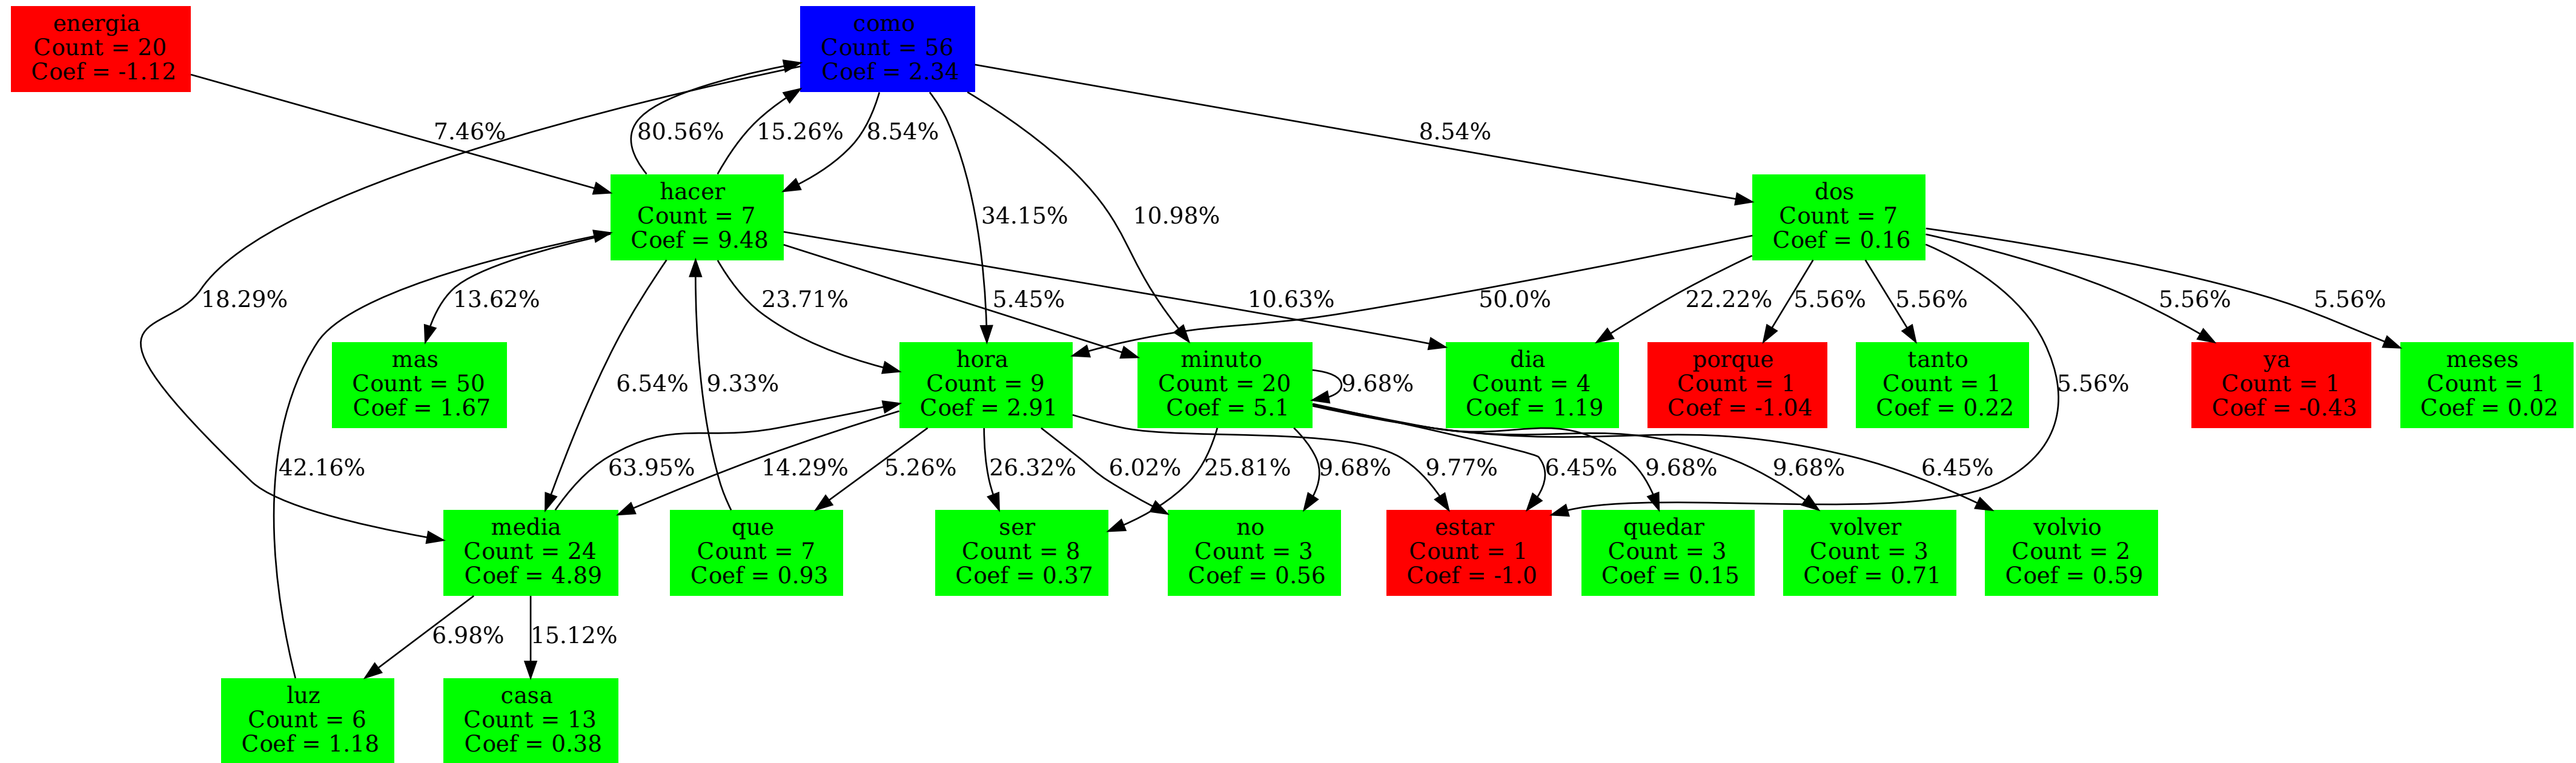 energia
Count = 20
Coef = -1.12
como
Count = 56
Coef = 2.34
7.46%
80.56%
15.26%
8.54%
8.54%
hacer
Count = 7
Coef = 9.48
dos
Count = 7
Coef = 0.16
34.15%
10.98%
18.29%
13.62%
23.71%
5.45%
10.63%
50.0%
22.22%
5.56%
5.56%
5.56%
5.56%
mas
Count = 50
Coef = 1.67
6.54%
9.33%
hora
Count = 9
Coef = 2.91
minuto
Count = 20
Coef = 5.1
9.68%
dia
Count = 4
Coef = 1.19
porque
Count = 1
Coef = -1.04
tanto
Count = 1
Coef = 0.22
5.56%
ya
Count = 1
Coef = -0.43
meses
Count = 1
Coef = 0.02
42.16%
63.95%
14.29%
5.26%
26.32%
6.02%
25.81%
9.68%
9.77%
6.45%
9.68%
9.68%
6.45%
media
Count = 24
Coef = 4.89
que
Count = 7
Coef = 0.93
ser
Count = 8
Coef = 0.37
no
Count = 3
Coef = 0.56
estar
Count = 1
Coef = -1.0
quedar
Count = 3
Coef = 0.15
volver
Count = 3
Coef = 0.71
volvio
Count = 2
Coef = 0.59
6.98%
15.12%
luz
Count = 6
Coef = 1.18
casa
Count = 13
Coef = 0.38